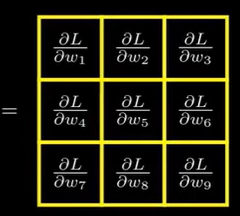 ∂L/∂w₁ ∂L/∂w₂ ∂L/∂w₃
= ∂L/∂w₄ ∂L/∂w₅ ∂L/∂w₆
∂L/∂w₇ ∂L/∂w₈ ∂L/∂w₉